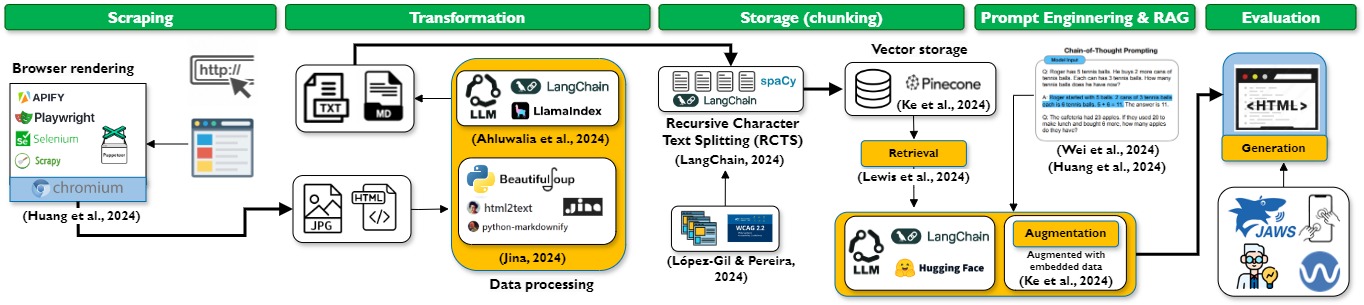 Scraping
Transformation
Storage (chunking)
Prompt Enginnering & RAG
Evaluation
Browser rendering
http://
APIFY
Playwright
Selenium
Scrapy
Puppeteer
chromium
(Huang et al., 2024)
TXT
MD
JPG
HTML
LLM
LangChain
LlamaIndex
(Ahluwalia et al., 2024)
BeautifulSoup
html2text
Jina
python-markdownify
(Jina, 2024)
Data processing
spaCy
LangChain
Recursive Character
Text Splitting (RCTS)
(LangChain, 2024)
WCAG 2.2
(López-Gil & Pereira,
2024)
Vector storage
Pinecone
(Ke et al., 2024)
Retrieval
(Lewis et al., 2024)
LLM
LangChain
Hugging Face
Augmentation
Augmented with
embedded data
(Ke et al., 2024)
Chain-of-Thought Prompting
Model Input
Q: Roger has 5 tennis balls. He buys 2 more cans of
tennis balls. Each can has 3 tennis balls. How many
tennis balls does he have now?
A: Roger started with 5 balls. 2 cans of 3 tennis balls
each is 6 tennis balls. 5 + 6 = 11. The answer is 11.
Q: The cafeteria had 23 apples. If they used 20 to
make lunch and bought 6 more, how many apples
do they have?
(Wei et al., 2024)
(Huang et al., 2024)
<HTML>
Generation
JAWS